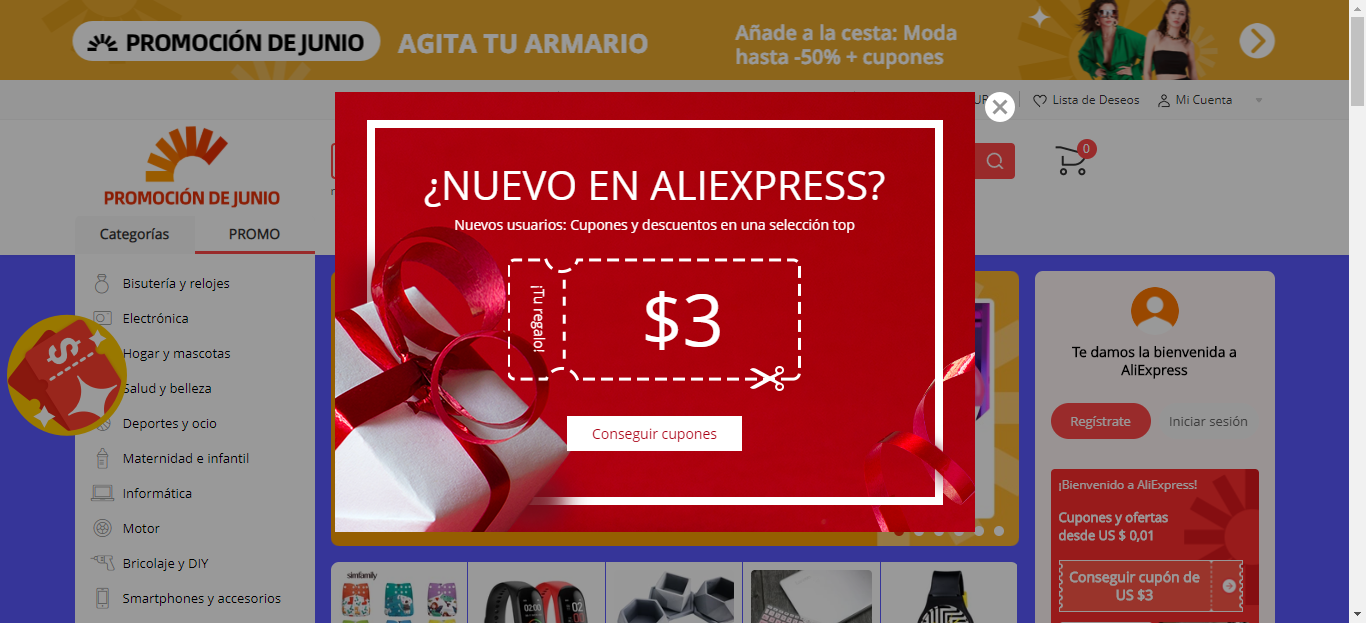 PROMOCIÓN DE JUNIO
AGITA TU ARMARIO
Añade a la cesta: Moda
hasta -50% + cupones
Lista de Deseos
Mi Cuenta
0
PROMOCIÓN DE JUNIO
Categorías
PROMO
Bisutería y relojes
Electrónica
Hogar y mascotas
Salud y belleza
Deportes y ocio
Maternidad e infantil
Informática
Motor
Bricolaje y DIY
Smartphones y accesorios
$
¿NUEVO EN ALIEXPRESS?
Nuevos usuarios: Cupones y descuentos en una selección top
¡Tu regalo!
$3
Conseguir cupones
Te damos la bienvenida a
AliExpress
Regístrate
Iniciar sesión
¡Bienvenido a AliExpress!
Cupones y ofertas
desde US $ 0,01
Conseguir cupón de
US $3
simfamily